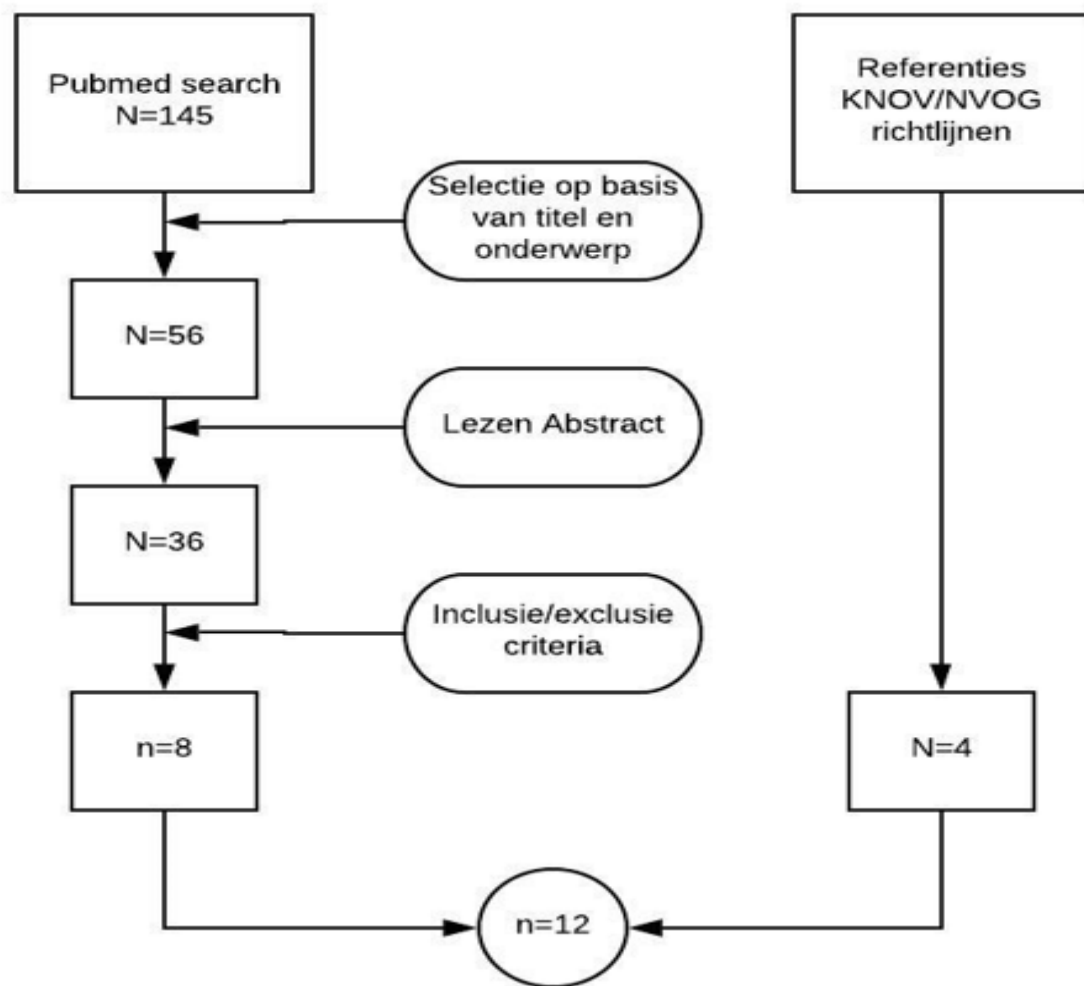 Pubmed search
N=145
Referenties
KNOV/NVOG
richtlijnen
Selectie op basis
van titel en
onderwerp
N=56
Lezen Abstract
N=36
Inclusie/exclusie
criteria
n=8
N=4
n=12